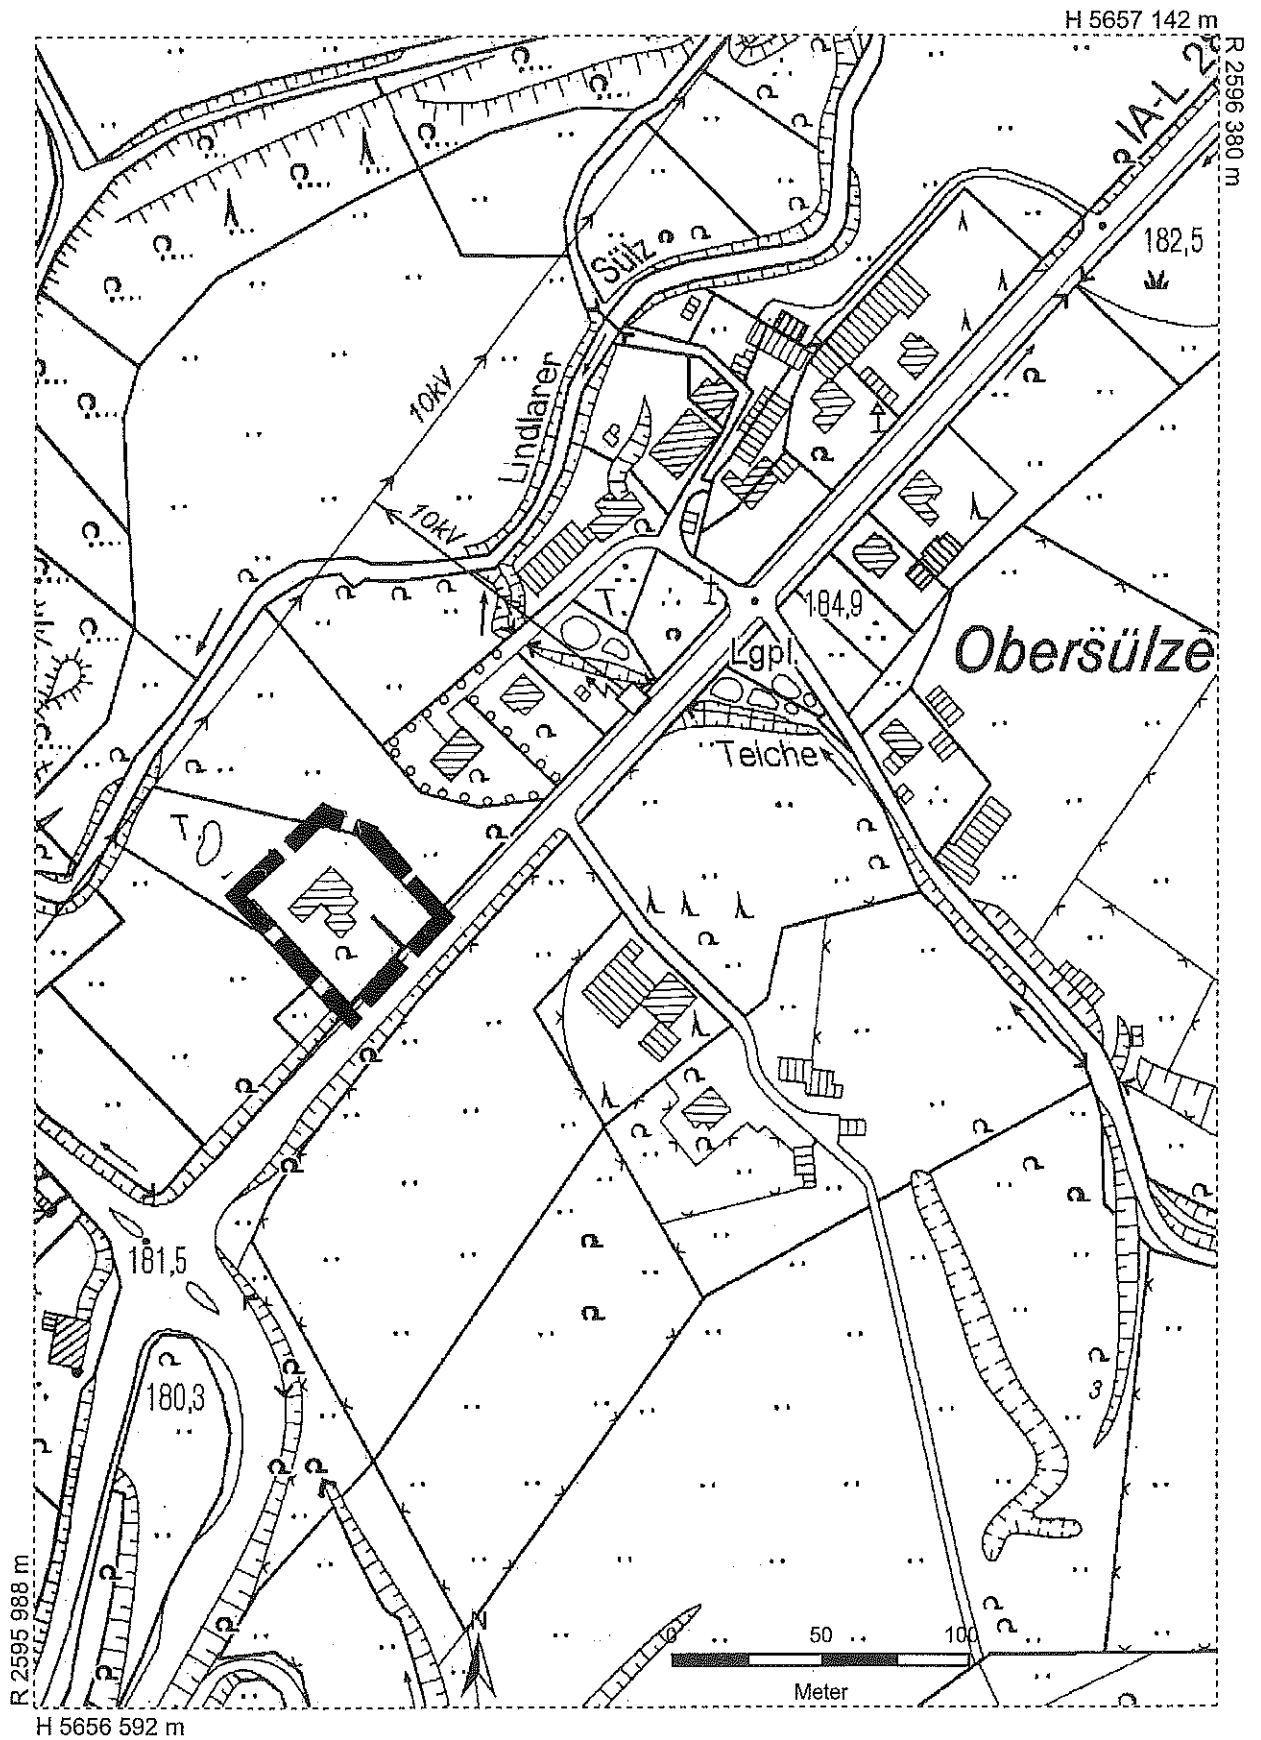 H 5657 142 m
R 2596 380 m
IA-L 2
182,5
Sülz
Lindlarer
10kV
10kV
T.
184,9
Obersülze
Lgpl.
Teiche
T.
181,5
180,3
3
N
0 50 100
Meter
R 2595 988 m
H 5656 592 m